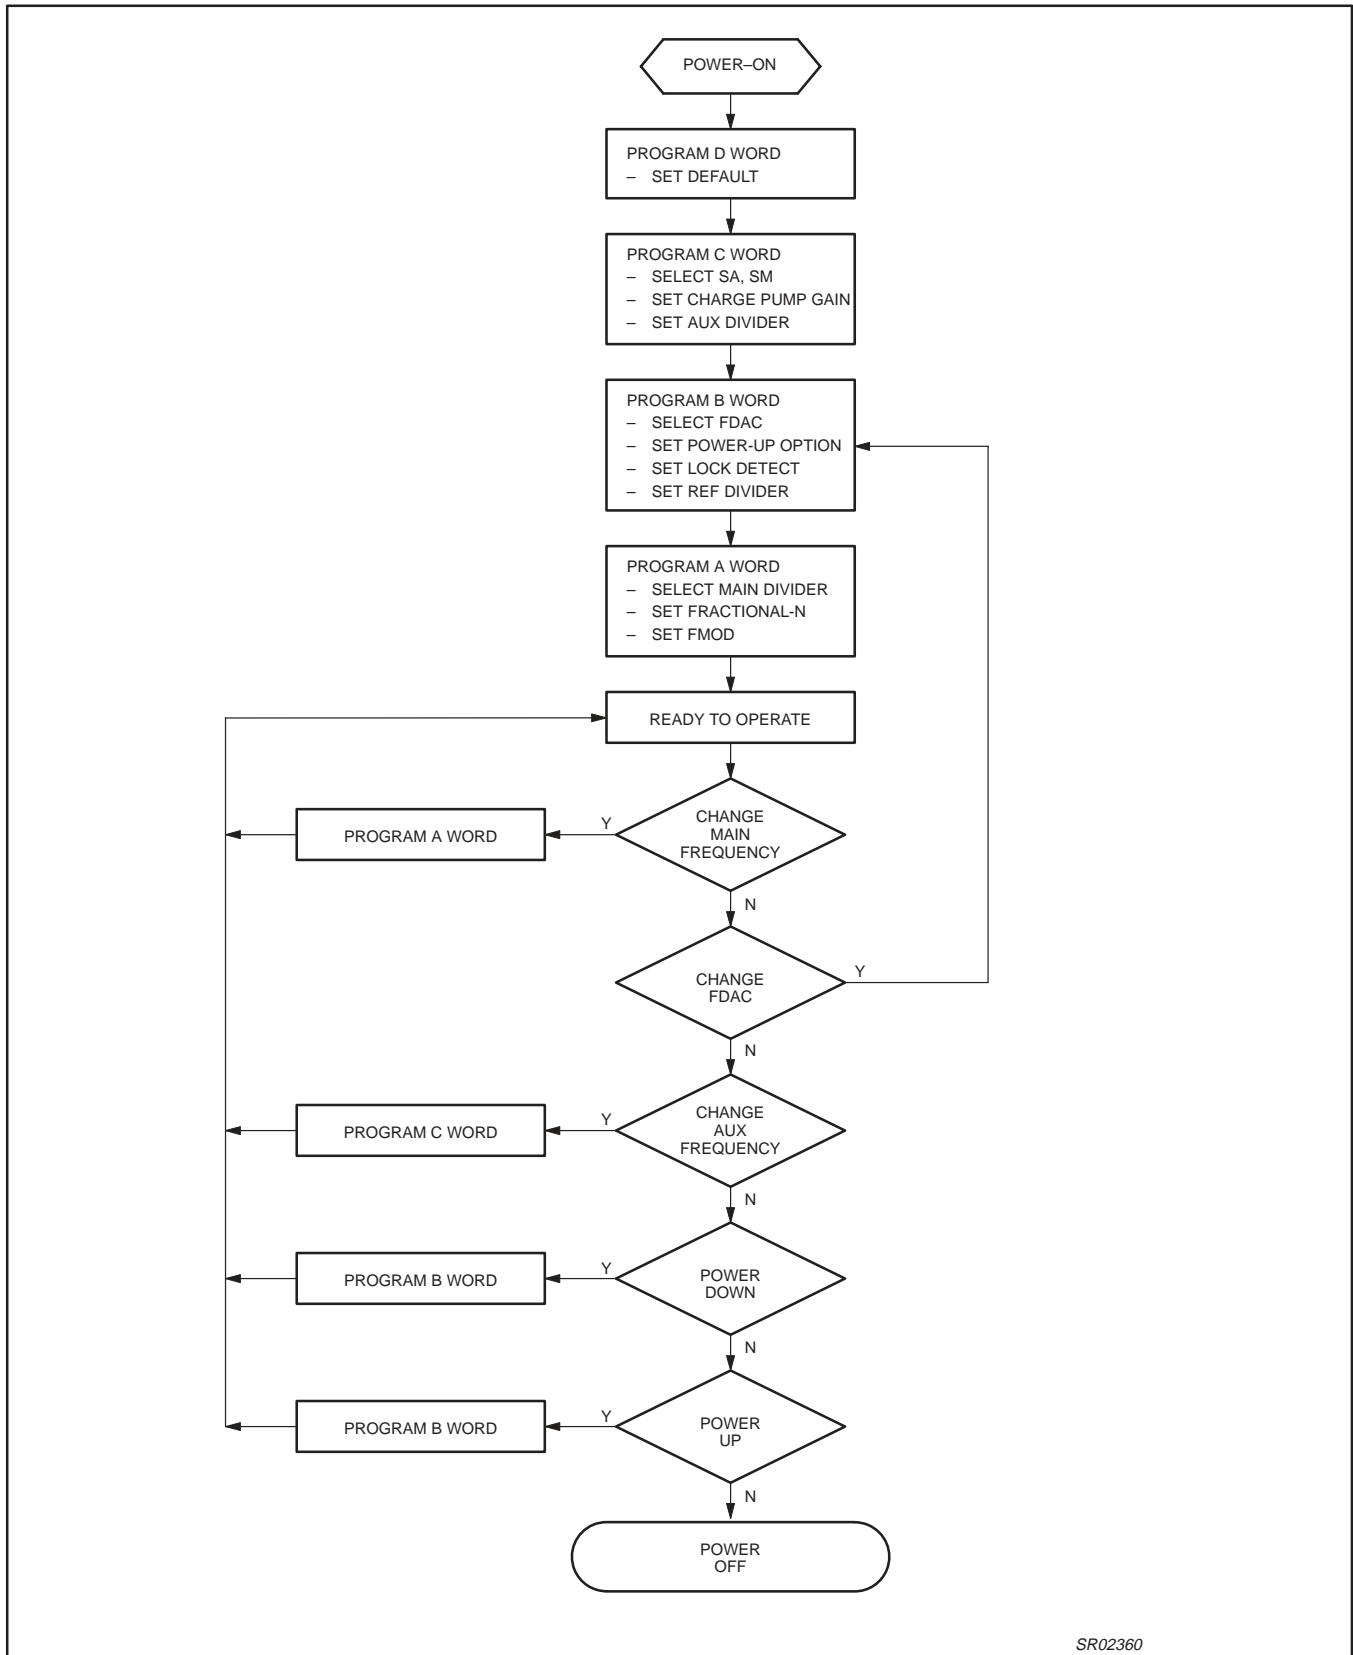 POWER–ON
PROGRAM D WORD
– SET DEFAULT
PROGRAM C WORD
– SELECT SA, SM
– SET CHARGE PUMP GAIN
– SET AUX DIVIDER
PROGRAM B WORD
– SELECT FDAC
– SET POWER-UP OPTION
– SET LOCK DETECT
– SET REF DIVIDER
PROGRAM A WORD
– SELECT MAIN DIVIDER
– SET FRACTIONAL-N
– SET FMOD
READY TO OPERATE
CHANGE
MAIN
FREQUENCY
Y
PROGRAM A WORD
N
CHANGE
FDAC
Y
N
CHANGE
AUX
FREQUENCY
Y
PROGRAM C WORD
N
POWER
DOWN
Y
PROGRAM B WORD
N
POWER
UP
Y
PROGRAM B WORD
N
POWER
OFF
SR02360